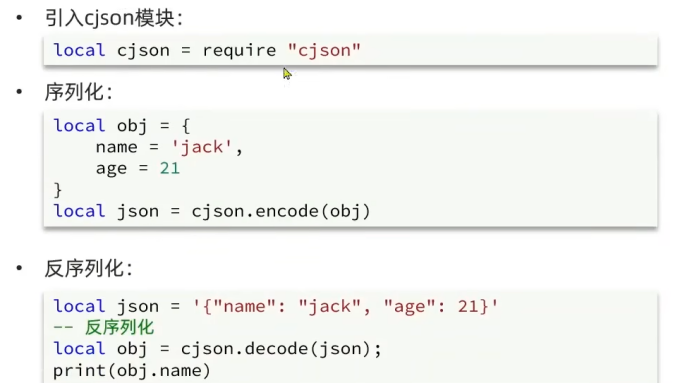 • 引入cjson模块：
local cjson = require "cjson"
• 序列化：
local obj = {
    name = 'jack',
    age = 21
}
local json = cjson.encode(obj)
• 反序列化：
local json = '{"name": "jack", "age": 21}'
-- 反序列化
local obj = cjson.decode(json);
print(obj.name)